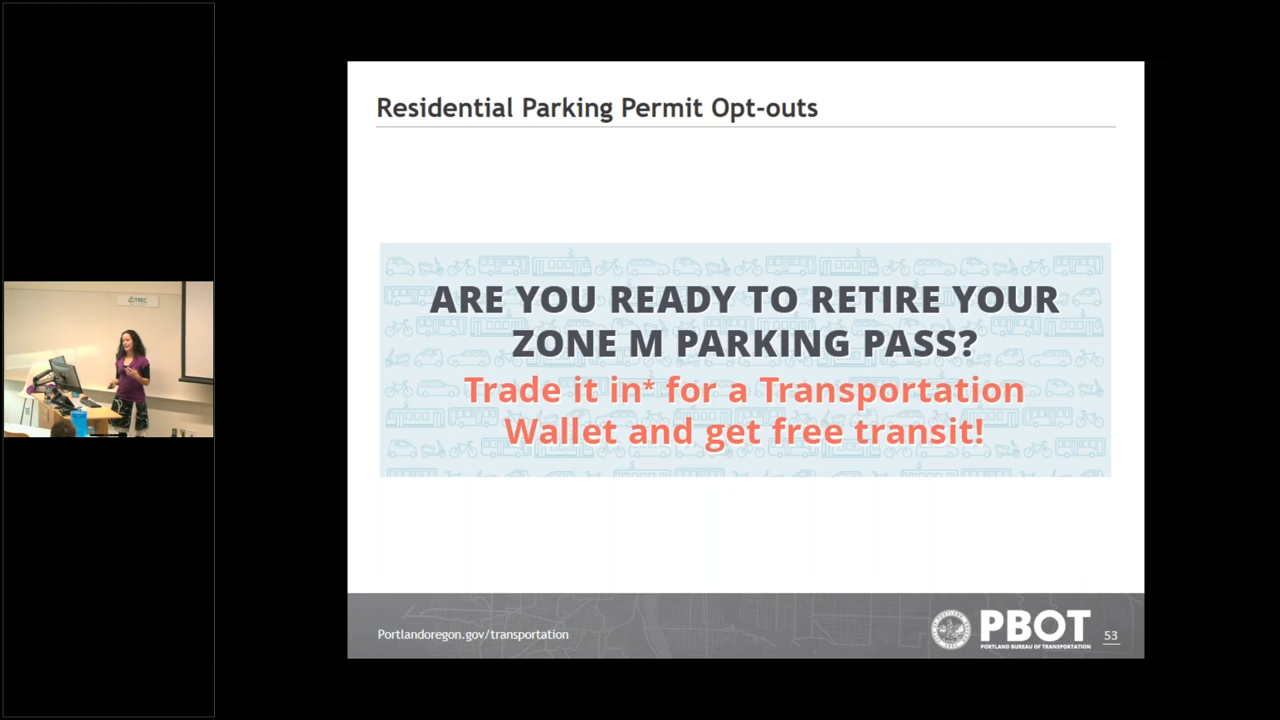 Residential Parking Permit Opt-outs
ARE YOU READY TO RETIRE YOUR
ZONE M PARKING PASS?
Trade it in* for a Transportation
Wallet and get free transit!
Portlandoregon.gov/transportation
PBOT
PORTLAND BUREAU OF TRANSPORTATION
53
TREC